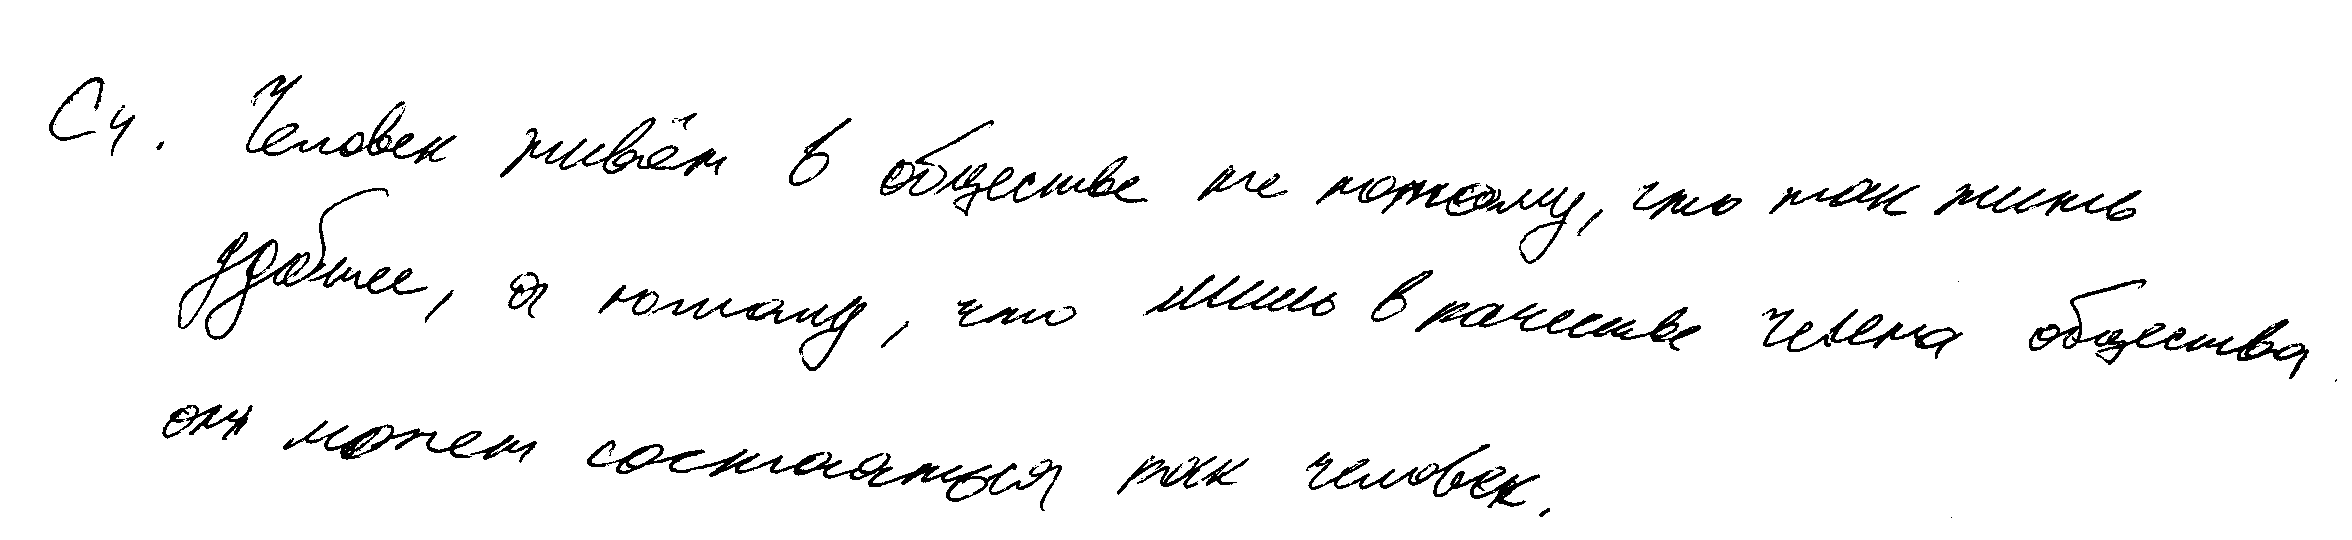 С4. Человек живёт в обществе не потому, что так жить
удобнее, а потому, что лишь в качестве члена общества
он может состояться как человек.